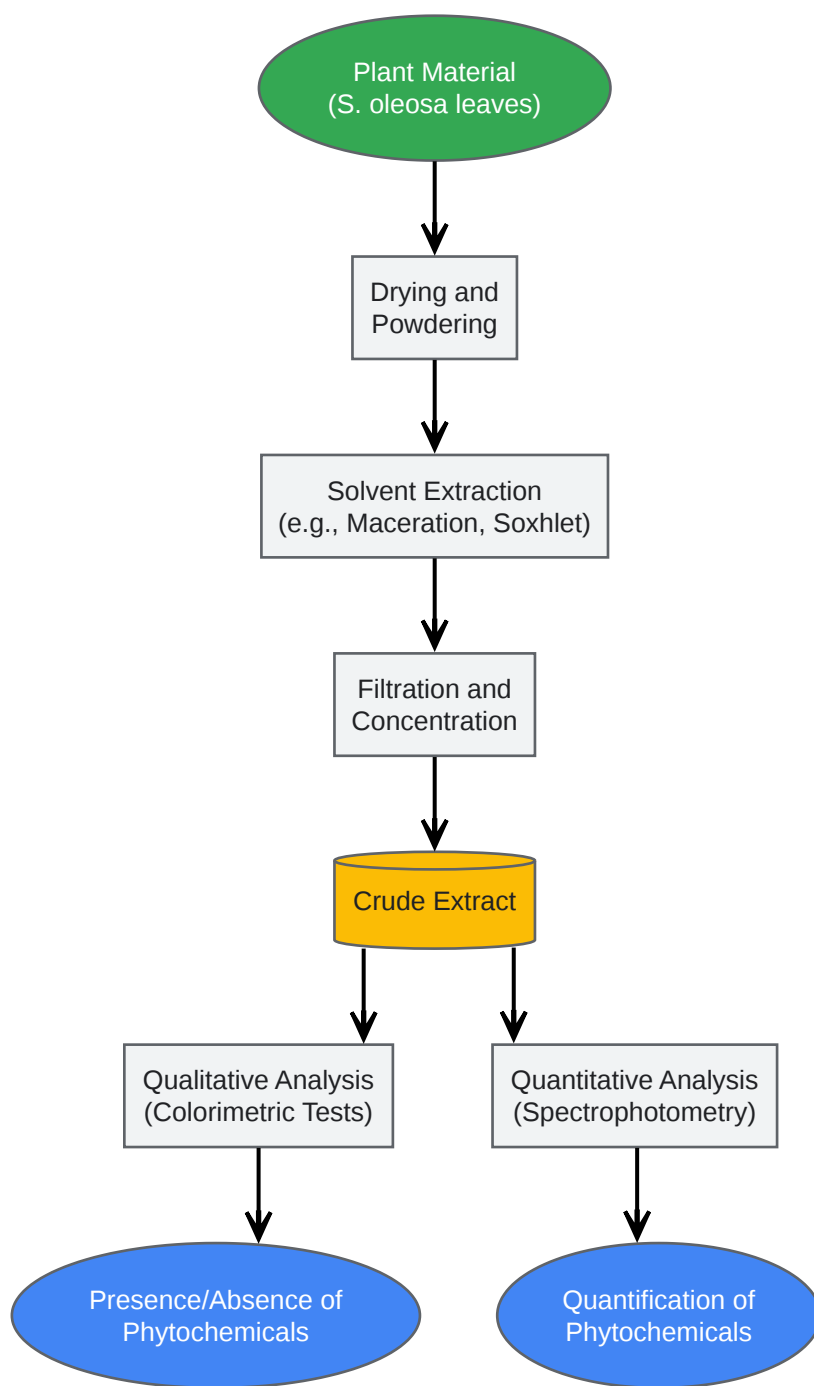 Plant Material
(S. oleosa leaves)
Drying and
Powdering
Solvent Extraction
(e.g., Maceration, Soxhlet)
Filtration and
Concentration
Crude Extract
Qualitative Analysis
(Colorimetric Tests)
Quantitative Analysis
(Spectrophotometry)
Presence/Absence of
Phytochemicals
Quantification of
Phytochemicals